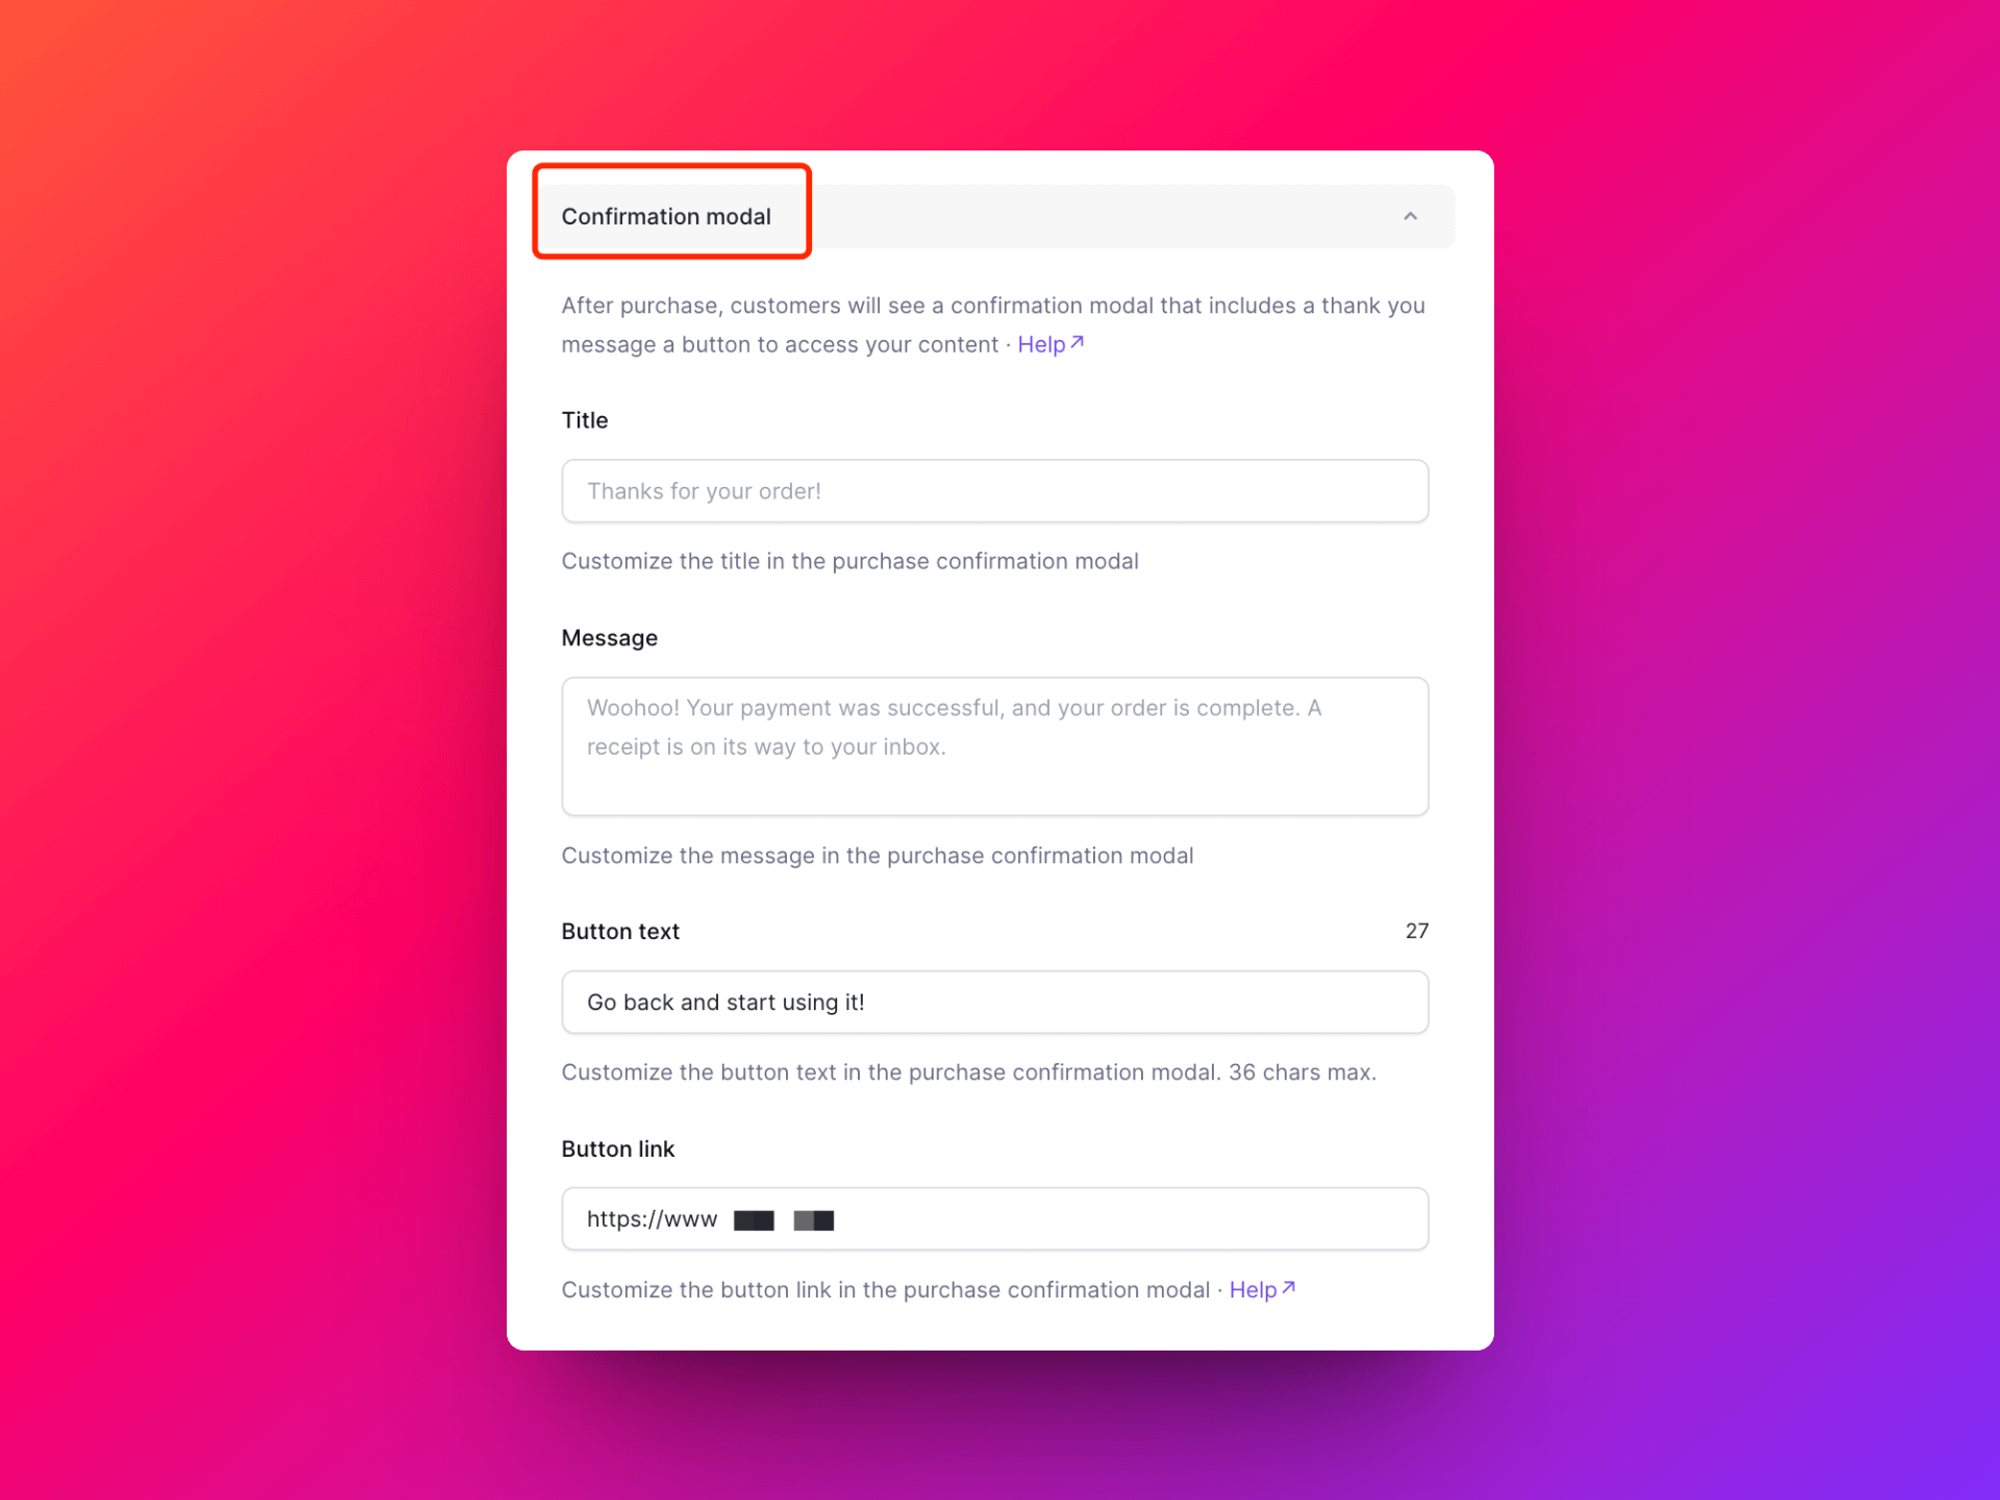 Confirmation modal
After purchase, customers will see a confirmation modal that includes a thank you
message a button to access your content · Help↗
Title
Thanks for your order!
Customize the title in the purchase confirmation modal
Message
Woohoo! Your payment was successful, and your order is complete. A
receipt is on its way to your inbox.
Customize the message in the purchase confirmation modal
Button text 27
Go back and start using it!
Customize the button text in the purchase confirmation modal. 36 chars max.
Button link
https://www
Customize the button link in the purchase confirmation modal · Help↗